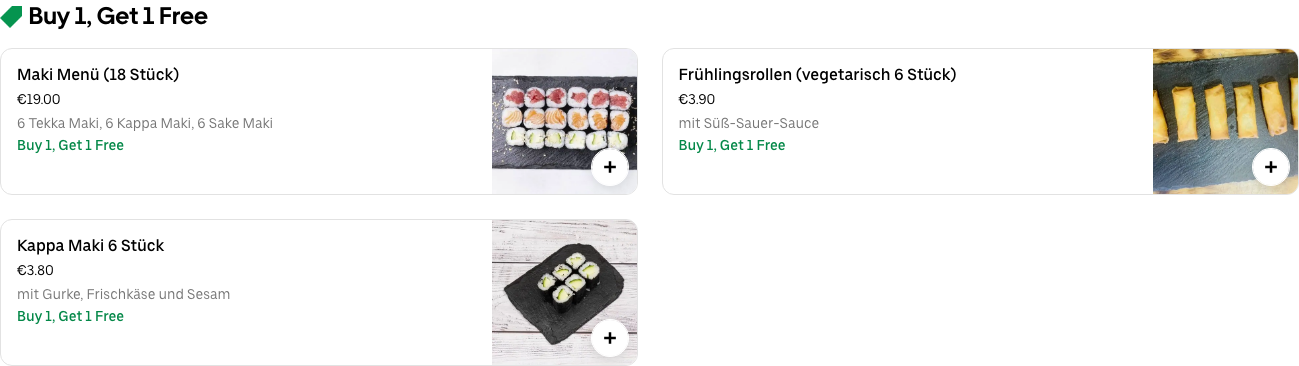 Buy 1, Get 1 Free
Maki Menü (18 Stück)
€19.00
6 Tekka Maki, 6 Kappa Maki, 6 Sake Maki
Buy 1, Get 1 Free
Frühlingsrollen (vegetarisch 6 Stück)
€3.90
mit Süß-Sauer-Sauce
Buy 1, Get 1 Free
Kappa Maki 6 Stück
€3.80
mit Gurke, Frischkäse und Sesam
Buy 1, Get 1 Free